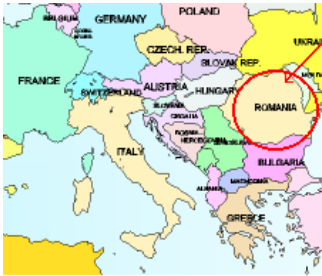 POLAND
BELGIUM
GERMANY
UKRA
CZECH. REP.
SLOVAK REP.
FRANCE
AUSTRIA
SWITZERLAND
HUNGARY
SLOVENIA
ROMANIA
CROATIA
BOSNIA
HERZEGOVINA
ITALY
BULGARIA
MACEDONIA
ALBANIA
GREECE